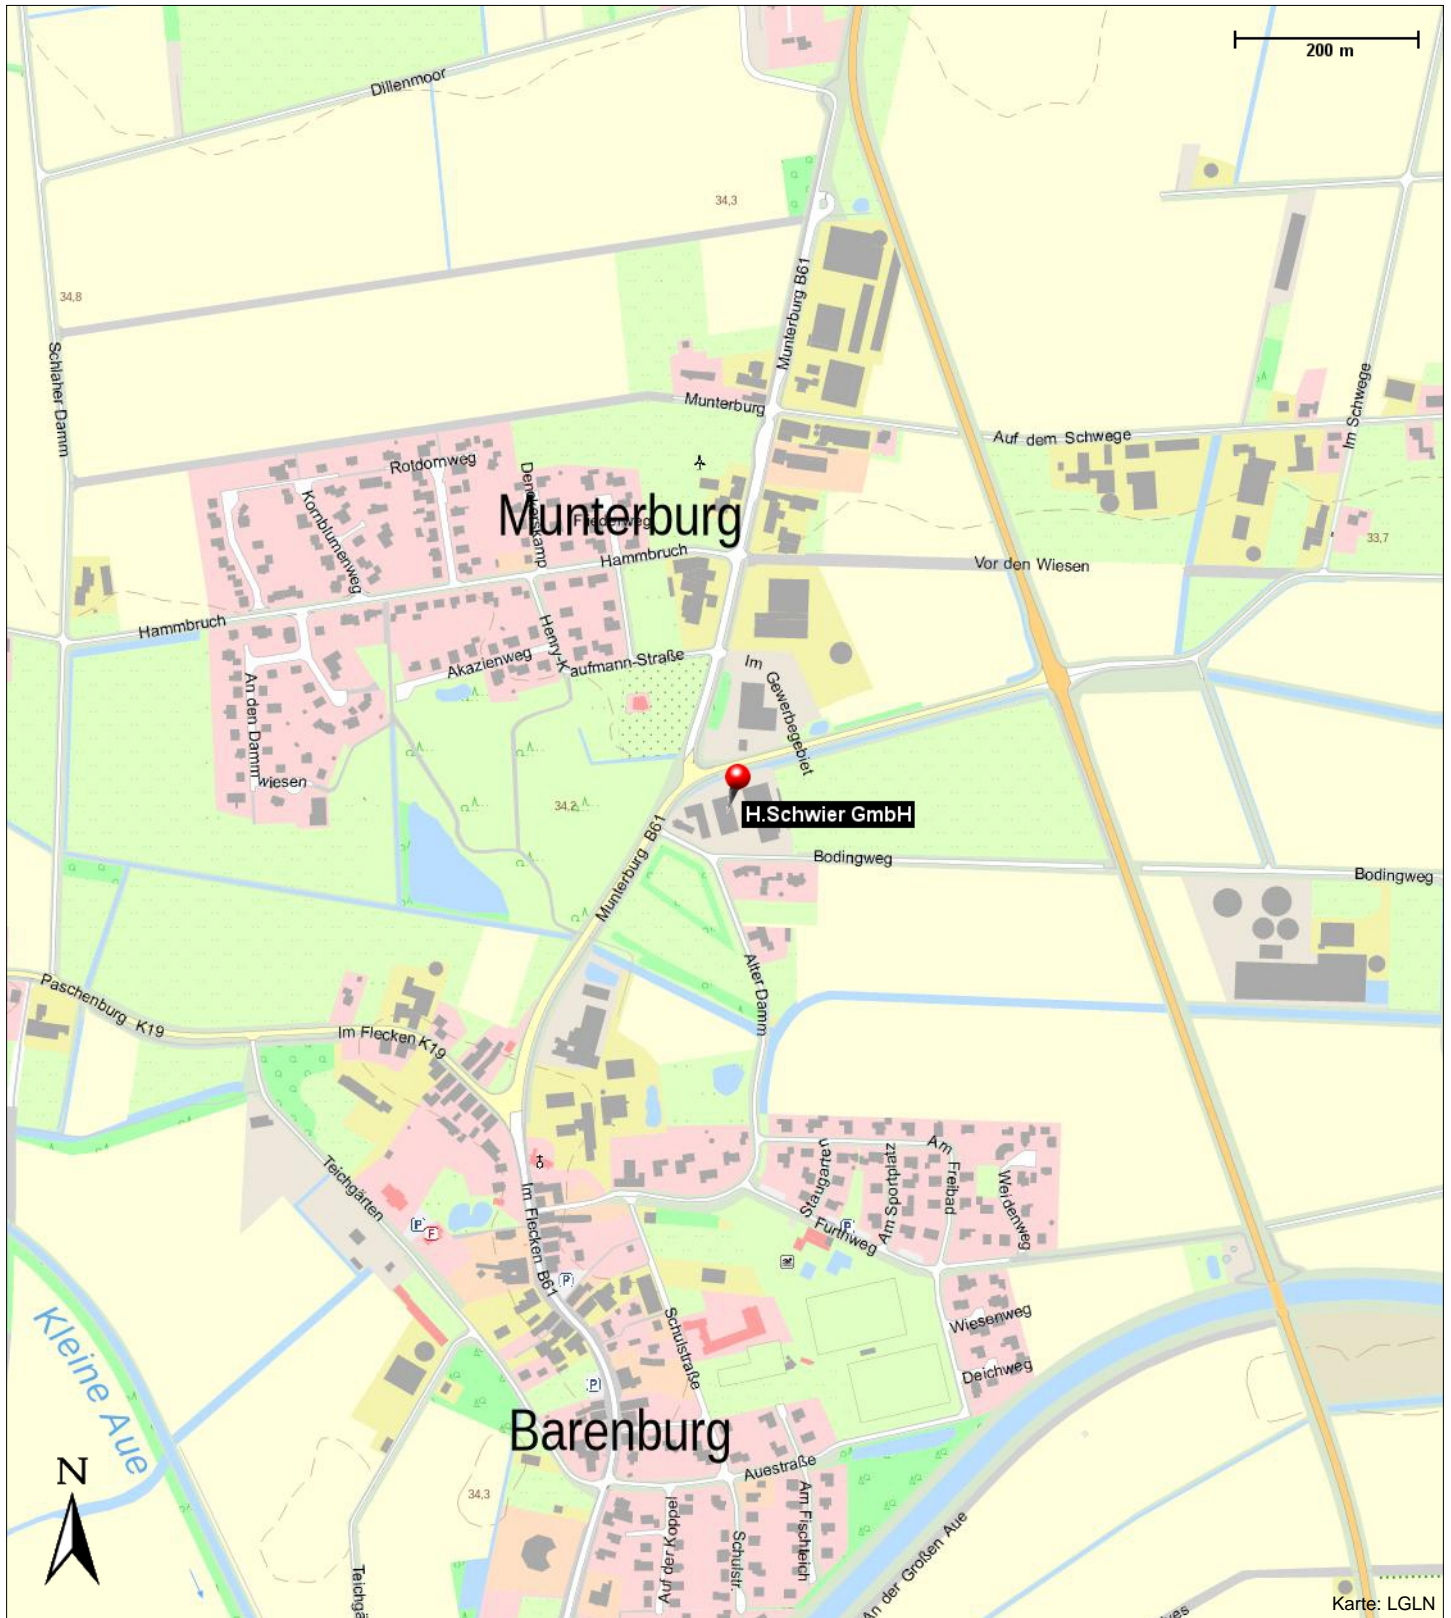 200 m
Dillenmoor
34,3
34,8
Munterburg B61
Schlaher Damm
Im Schwege
Munterburg
Auf dem Schwege
Rotdornweg
Kornblumenweg
Denkerskamp
Munterburg
Fliederweg
Hammbruch
33,7
Vor den Wiesen
Hammbruch
Henry-Kaufmann-Straße
Akazienweg
Im Gewerbegebiet
An den Dammwiesen
34,2
H.Schwier GmbH
Munterburg B61
Bodingweg
Bodingweg
Alter Damm
Paschenburg K19
Im Flecken K19
Am Freibad
Staugarten
Am Sportplatz
Weidenweg
Teichgärten
P
F
Im Flecken B61
P
Furthweg
P
Wiesenweg
Schulstraße
Deichweg
Kleine Aue
P
Barenburg
N
Auestraße
34,3
Auf der Koppel
Schulstr.
Am Fischteich
An der Großen Aue
Teichgä
Karte: LGLN